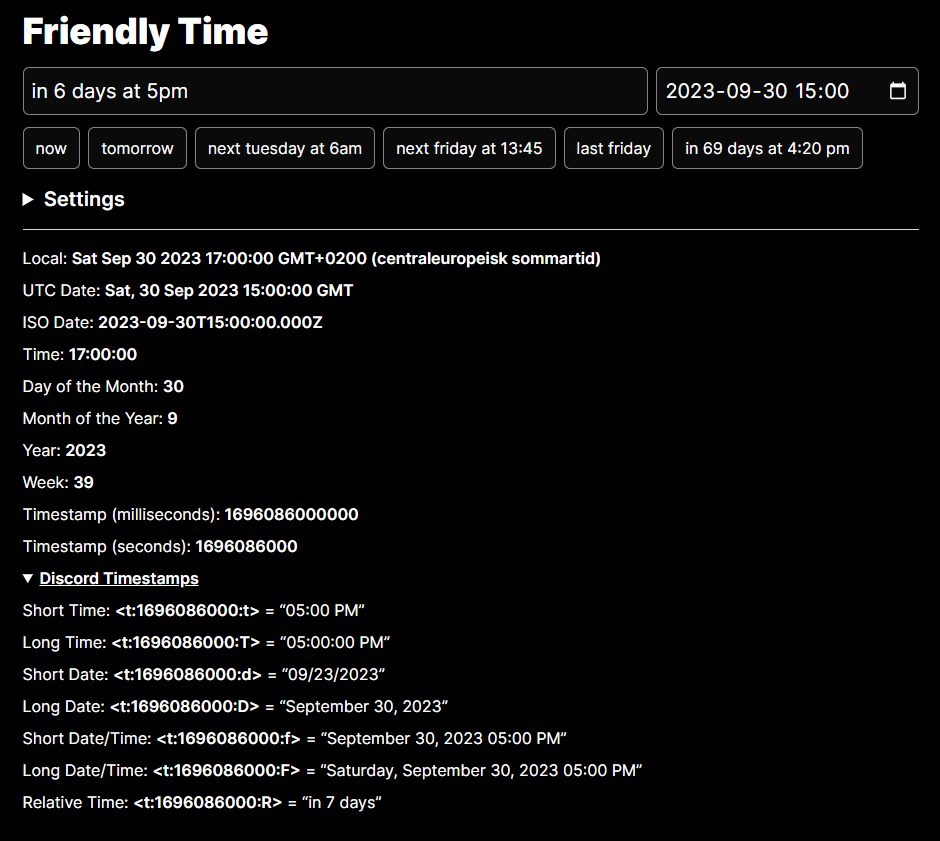 Friendly Time
in 6 days at 5pm 2023-09-30 15:00
now tomorrow next tuesday at 6am next friday at 13:45 last friday in 69 days at 4:20 pm
Settings
Local: Sat Sep 30 2023 17:00:00 GMT+0200 (centraleuropeisk sommartid)
UTC Date: Sat, 30 Sep 2023 15:00:00 GMT
ISO Date: 2023-09-30T15:00:00.000Z
Time: 17:00:00
Day of the Month: 30
Month of the Year: 9
Year: 2023
Week: 39
Timestamp (milliseconds): 1696086000000
Timestamp (seconds): 1696086000
Discord Timestamps
Short Time: <t:1696086000:t> = “05:00 PM”
Long Time: <t:1696086000:T> = “05:00:00 PM”
Short Date: <t:1696086000:d> = “09/23/2023”
Long Date: <t:1696086000:D> = “September 30, 2023”
Short Date/Time: <t:1696086000:f> = “September 30, 2023 05:00 PM”
Long Date/Time: <t:1696086000:F> = “Saturday, September 30, 2023 05:00 PM”
Relative Time: <t:1696086000:R> = “in 7 days”